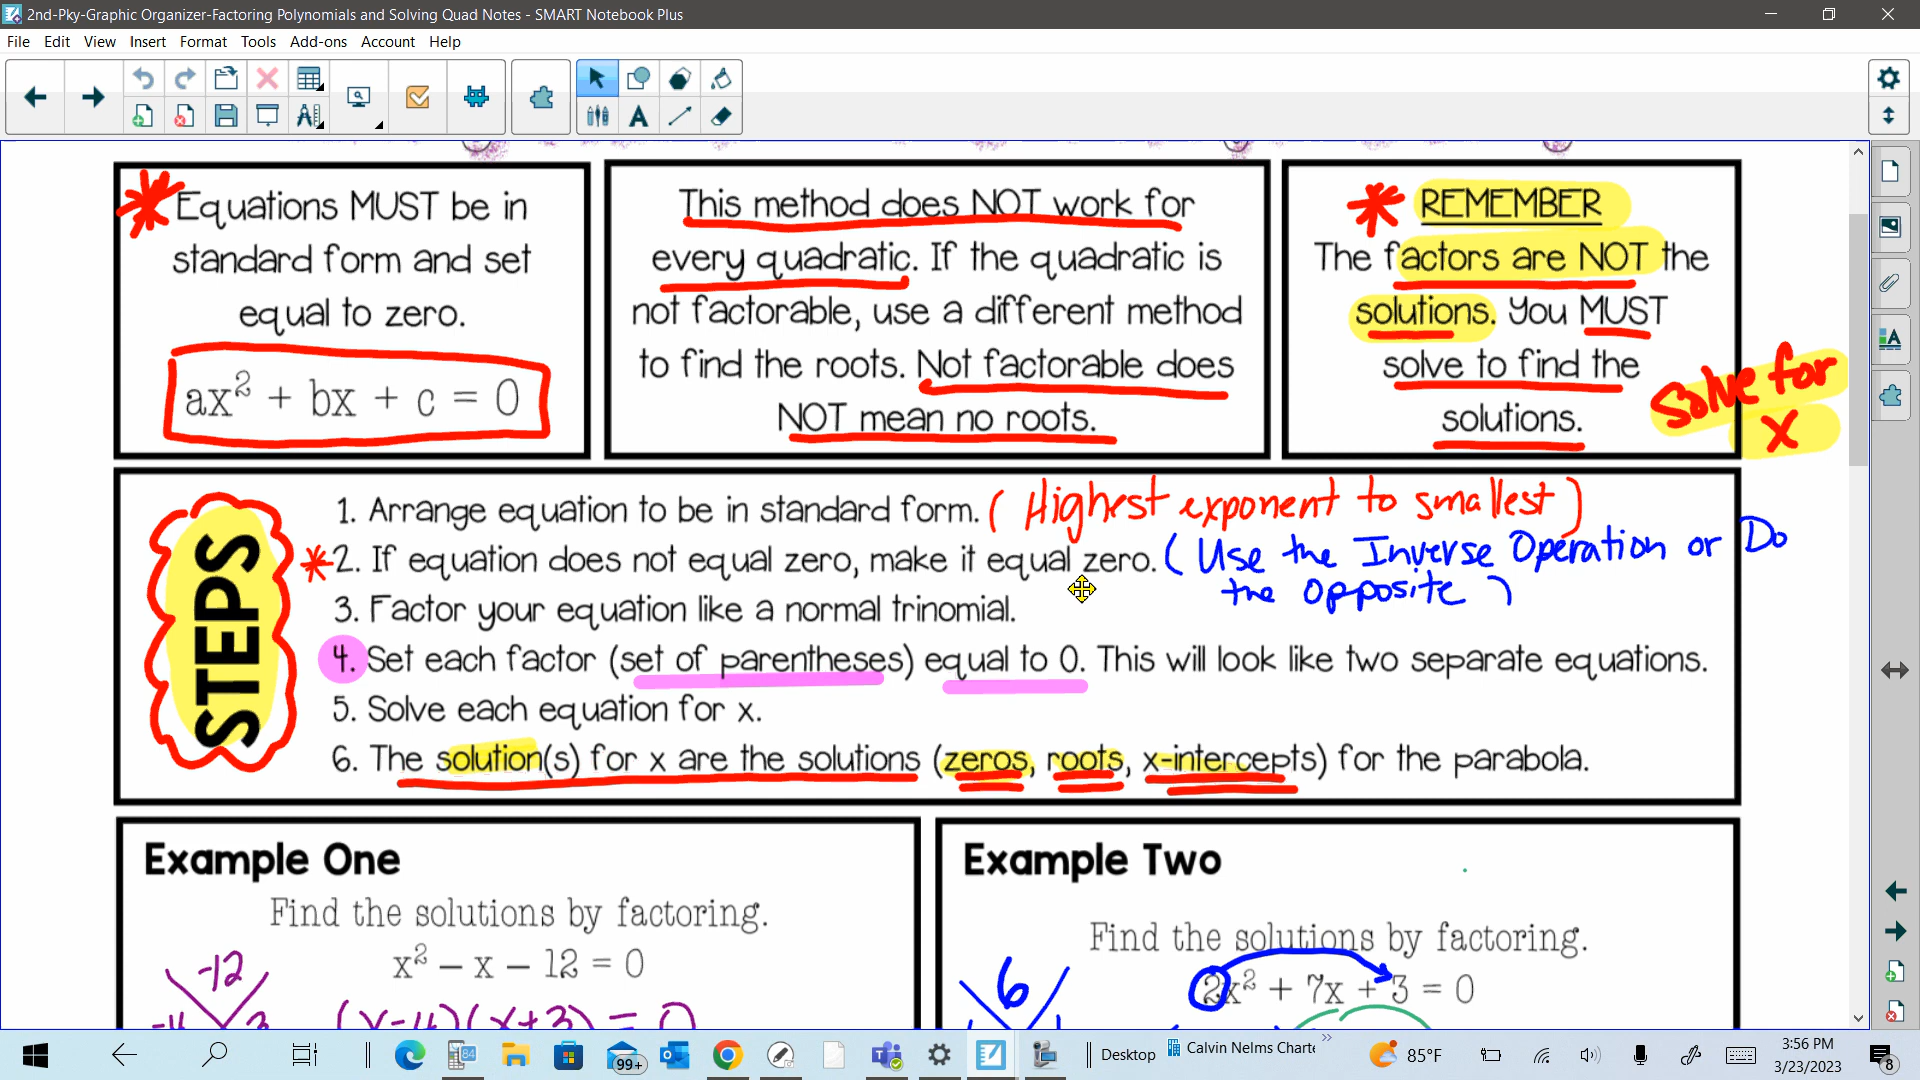 2nd-Pky-Graphic Organizer-Factoring Polynomials and Solving Quad Notes - SMART Notebook Plus
File Edit View Insert Format Tools Add-ons Account Help
Equations MUST be in
standard form and set
equal to zero.
ax² + bx + c = 0
This method does NOT work for
every quadratic. If the quadratic is
not factorable, use a different method
to find the roots. Not factorable does
NOT mean no roots.
REMEMBER
The factors are NOT the
solutions. You MUST
solve to find the
solutions.
Solve for
x
STEPS
1. Arrange equation to be in standard form. (Highest exponent to smallest)
*2. If equation does not equal zero, make it equal zero. (Use the Inverse Operation or Do
the Opposite)
3. Factor your equation like a normal trinomial.
4. Set each factor (set of parentheses) equal to 0. This will look like two separate equations.
5. Solve each equation for x.
6. The solution(s) for x are the solutions (zeros, roots, x-intercepts) for the parabola.
Example One
Find the solutions by factoring.
x² – x – 12 = 0
-12
-4 3 (x-4)(x+3) = 0
Example Two
Find the solutions by factoring.
2x² + 7x + 3 = 0
6
84
99+
Desktop
Calvin Nelms Charte
85°F
3:56 PM
3/23/2023
8